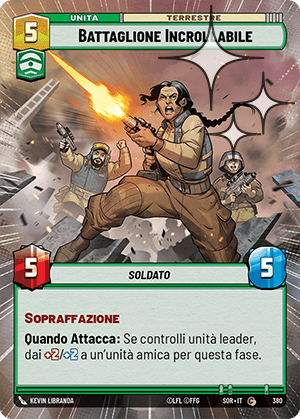 UNITÀ
TERRESTRE
5
BATTAGLIONE INCROLLABILE
5
SOLDATO
5
SOPRAFFAZIONE
Quando Attacca: Se controlli unità leader,
dai +2/+2 a un'unità amica per questa fase.
KEVIN LIBRANDA
©LFL ©FFG
SOR•IT
C
380